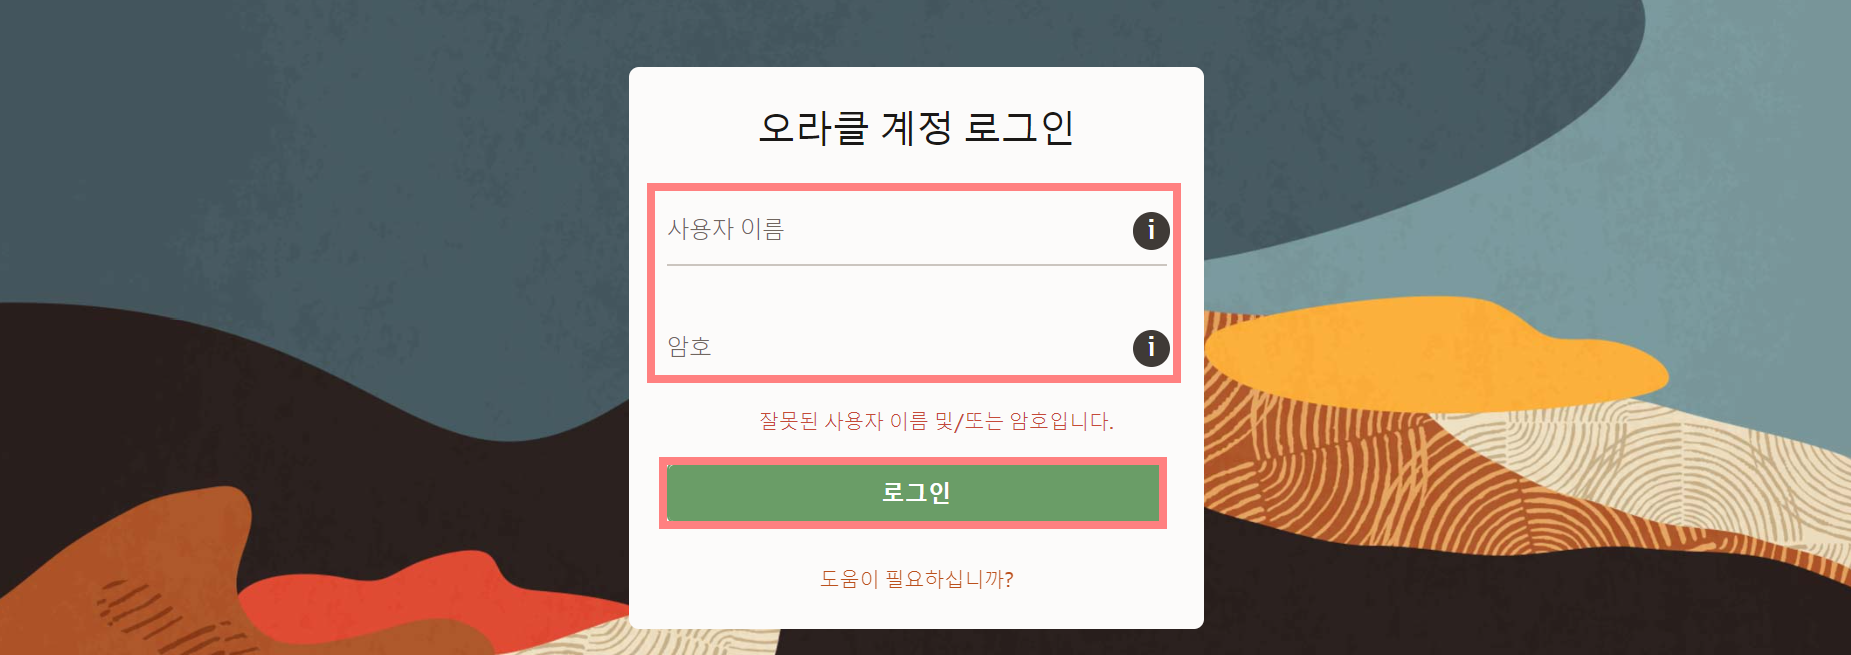 오라클 계정 로그인
사용자 이름
i
암호
i
잘못된 사용자 이름 및/또는 암호입니다.
로그인
도움이 필요하십니까?